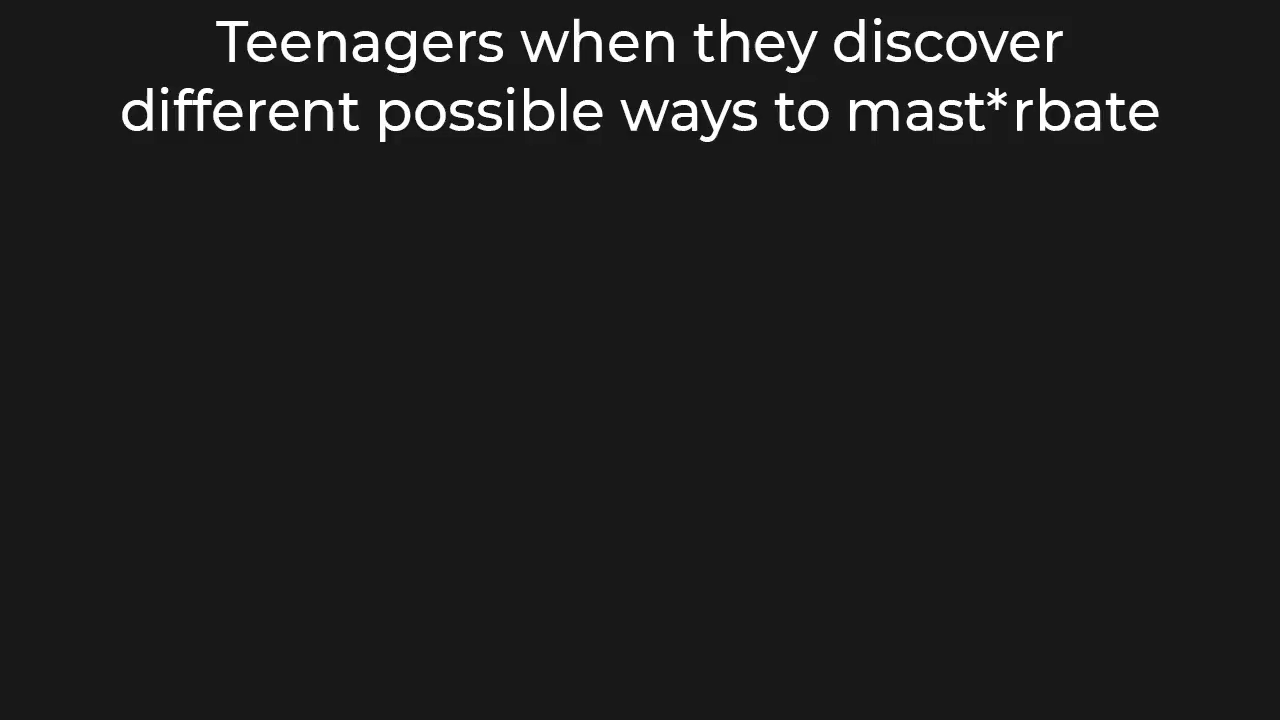 Teenagers when they discover
different possible ways to mast*rbate